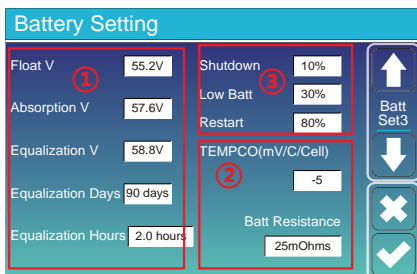 Battery Setting
Float V 55.2V
①
Absorption V 57.6V
Equalization V 58.8V
Equalization Days 90 days
Equalization Hours 2.0 hours
Shutdown 10%
③
Low Batt 30%
Restart 80%
TEMPCO(mV/C/Cell)
②
-5
Batt Resistance
25mOhms
Batt
Set3